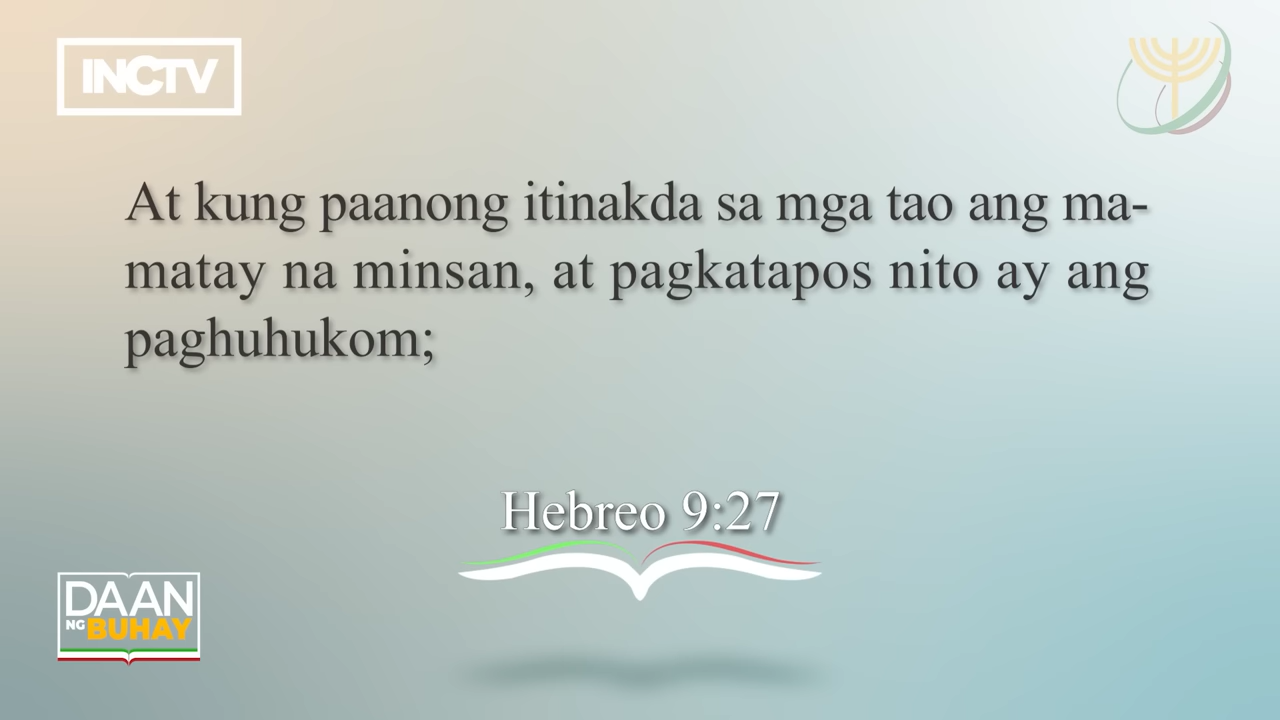 INCTV
At kung paanong itinakda sa mga tao ang ma-
matay na minsan, at pagkatapos nito ay ang
paghuhukom;
Hebreo 9:27
DAAN
NG BUHAY